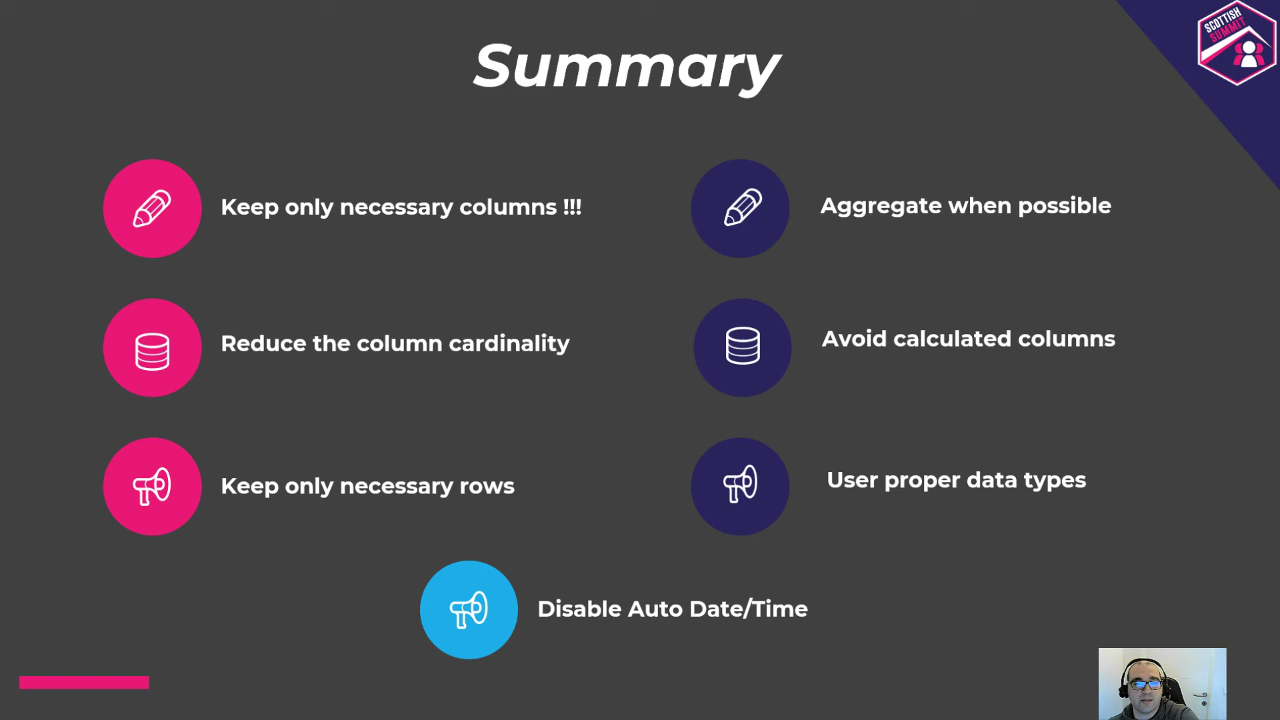 SCOTTISH
SUMMIT
Summary
Keep only necessary columns !!!
Aggregate when possible
Reduce the column cardinality
Avoid calculated columns
Keep only necessary rows
User proper data types
Disable Auto Date/Time